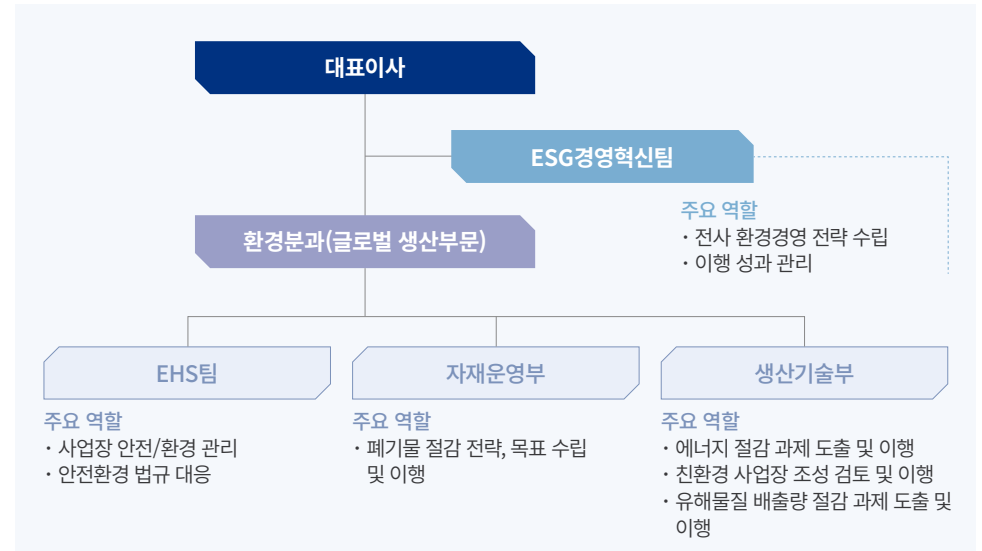 대표이사
ESG경영혁신팀
주요 역할
· 전사 환경경영 전략 수립
· 이행 성과 관리
환경분과(글로벌 생산부문)
EHS팀
주요 역할
· 사업장 안전/환경 관리
· 안전환경 법규 대응
자재운영부
주요 역할
· 폐기물 절감 전략, 목표 수립
및 이행
생산기술부
주요 역할
· 에너지 절감 과제 도출 및 이행
· 친환경 사업장 조성 검토 및 이행
· 유해물질 배출량 절감 과제 도출 및
이행